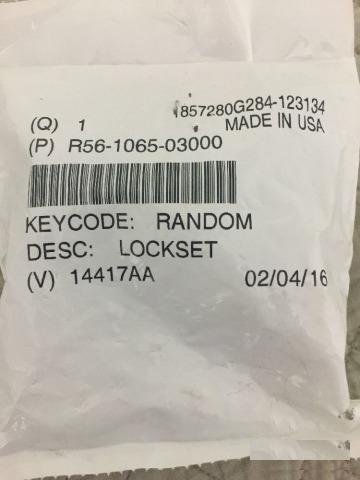 857280G284-123134
(Q) 1 MADE IN USA
(P) R56-1065-03000
KEYCODE: RANDOM
DESC: LOCKSET
(V) 14417AA 02/04/16